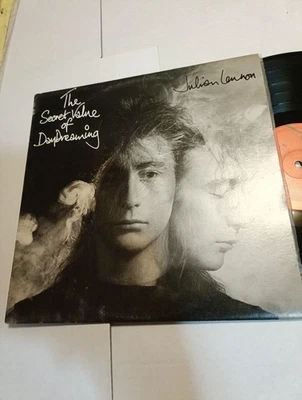 The
Secret Value
of
Daydreaming
Julian Lennon